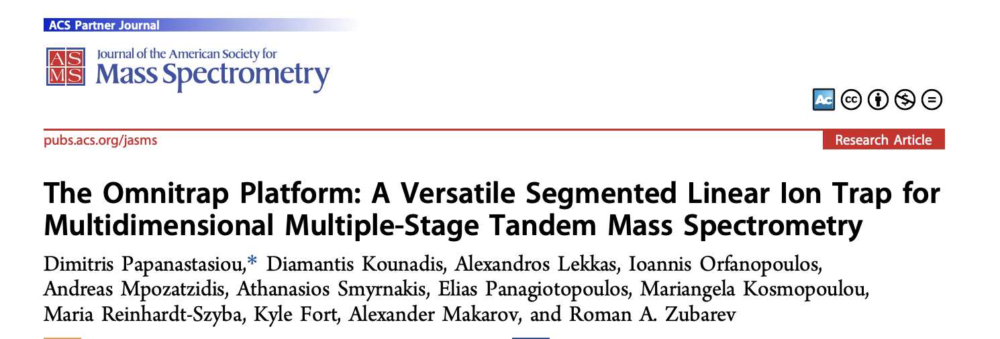 ACS Partner Journal
A S
M S
Journal of the American Society for
Mass Spectrometry
Ac cc $ =
pubs.acs.org/jasms
Research Article
The Omnitrap Platform: A Versatile Segmented Linear Ion Trap for
Multidimensional Multiple-Stage Tandem Mass Spectrometry
Dimitris Papanastasiou,* Diamantis Kounadis, Alexandros Lekkas, Ioannis Orfanopoulos,
Andreas Mpozatzidis, Athanasios Smyrnakis, Elias Panagiotopoulos, Mariangela Kosmopoulou,
Maria Reinhardt-Szyba, Kyle Fort, Alexander Makarov, and Roman A. Zubarev